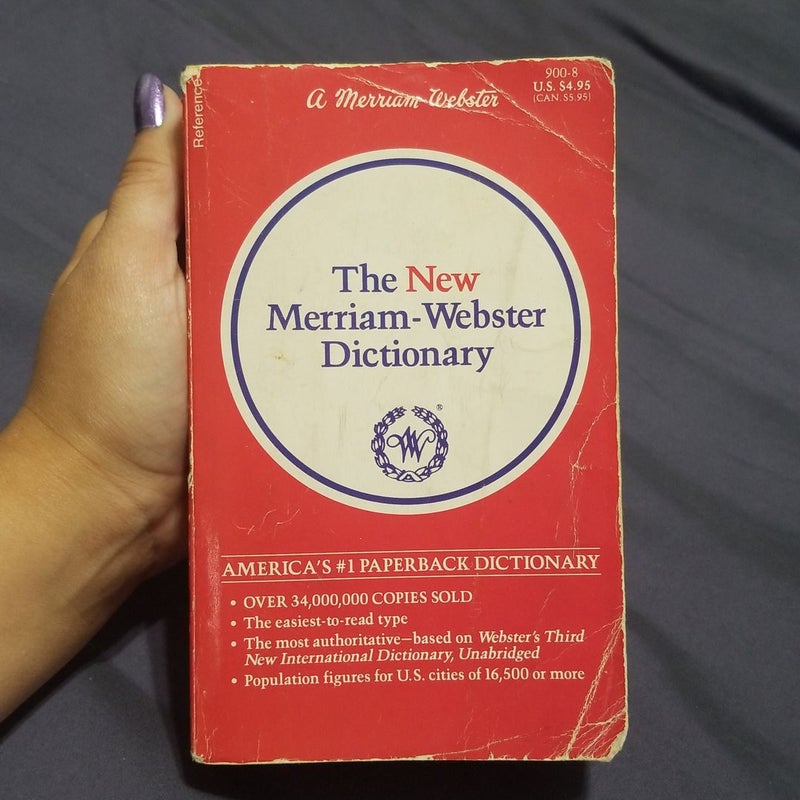 Reference
A Merriam-Webster
900-8
U.S. $4.95
(CAN. $5.95)
The New
Merriam-Webster
Dictionary
W
®
AMERICA'S #1 PAPERBACK DICTIONARY
• OVER 34,000,000 COPIES SOLD
• The easiest-to-read type
• The most authoritative—based on Webster's Third
New International Dictionary, Unabridged
• Population figures for U.S. cities of 16,500 or more